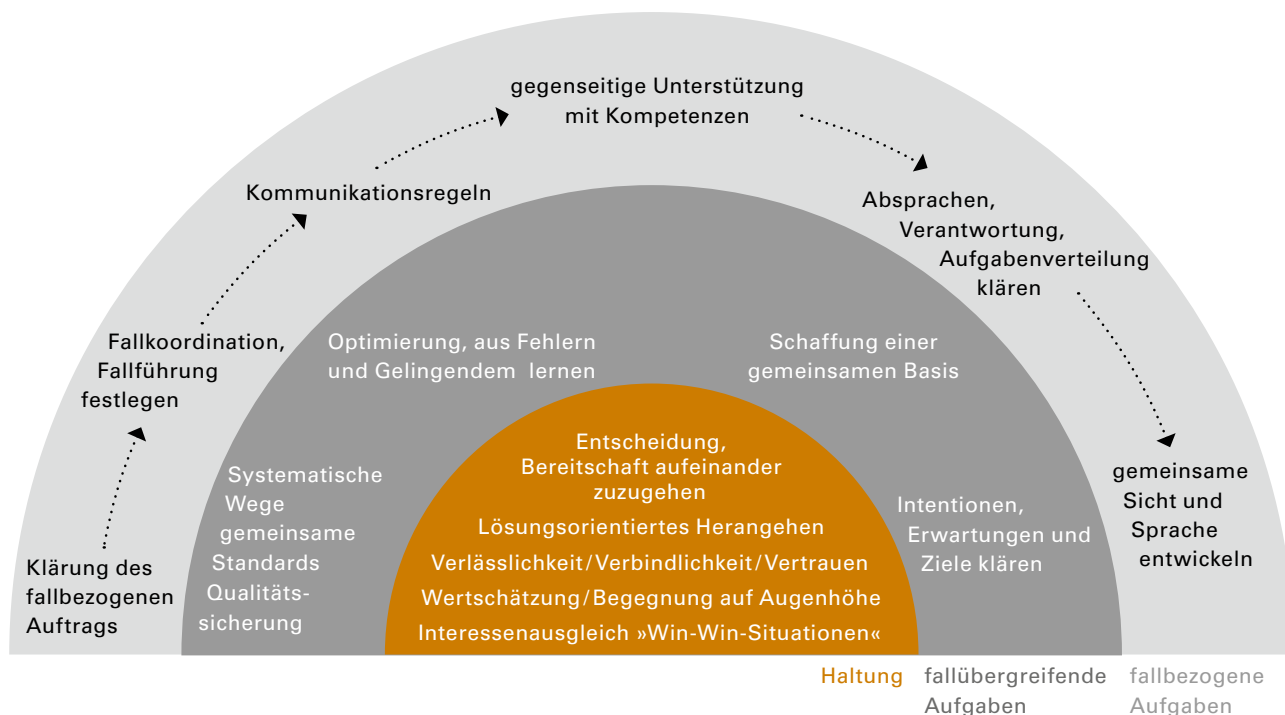 gegenseitige Unterstützung
mit Kompetenzen
Kommunikationsregeln
Absprachen,
Verantwortung,
Aufgabenverteilung
klären
Fallkoordination,
Fallführung
festlegen
Optimierung, aus Fehlern
und Gelingendem lernen
Schaffung einer
gemeinsamen Basis
Entscheidung,
Bereitschaft aufeinander
zuzugehen
Lösungsorientiertes Herangehen
Verlässlichkeit/Verbindlichkeit/Vertrauen
Wertschätzung/Begegnung auf Augenhöhe
Interessenausgleich »Win-Win-Situationen«
Systematische
Wege
gemeinsame
Standards
Qualitäts-
sicherung
Intentionen,
Erwartungen und
Ziele klären
gemeinsame
Sicht und
Sprache
entwickeln
Klärung des
fallbezogenen
Auftrags
Haltung
fallübergreifende
Aufgaben
fallbezogene
Aufgaben